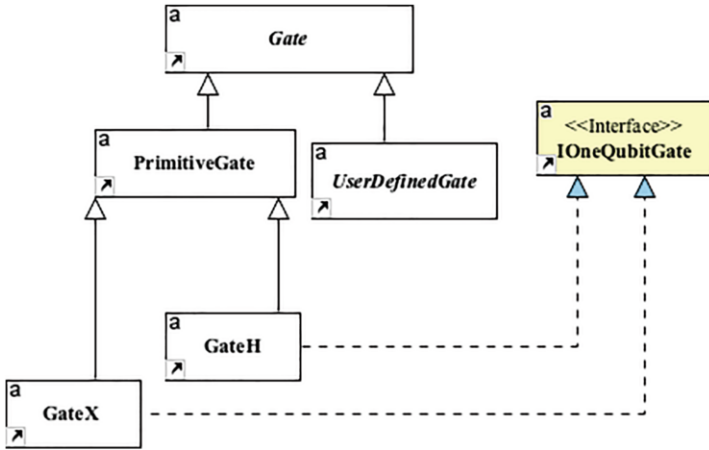 a
Gate
a
PrimitiveGate
a
UserDefinedGate
a
<<Interface>>
IOneQubitGate
a
GateH
a
GateX